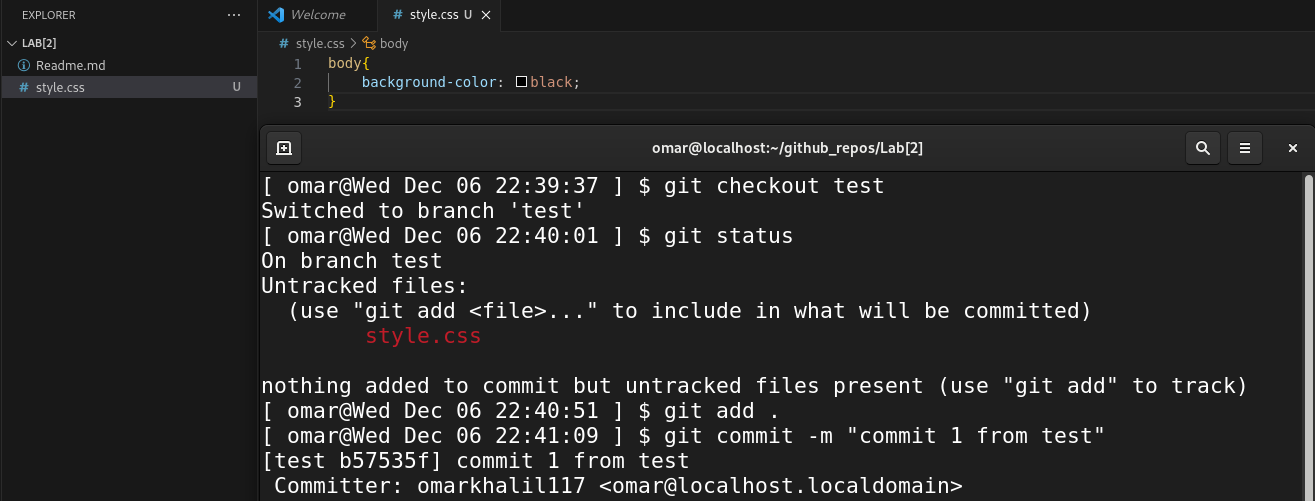 EXPLORER ···
Welcome
# style.css U
LAB[2]
Readme.md
# style.css U
# style.css > body
1 body{
2 background-color: black;
3 }
omar@localhost:~/github_repos/Lab[2]
[ omar@Wed Dec 06 22:39:37 ] $ git checkout test
Switched to branch 'test'
[ omar@Wed Dec 06 22:40:01 ] $ git status
On branch test
Untracked files:
(use "git add <file>..." to include in what will be committed)
style.css
nothing added to commit but untracked files present (use "git add" to track)
[ omar@Wed Dec 06 22:40:51 ] $ git add .
[ omar@Wed Dec 06 22:41:09 ] $ git commit -m "commit 1 from test"
[test b57535f] commit 1 from test
Committer: omarkhalil117 <omar@localhost.localdomain>